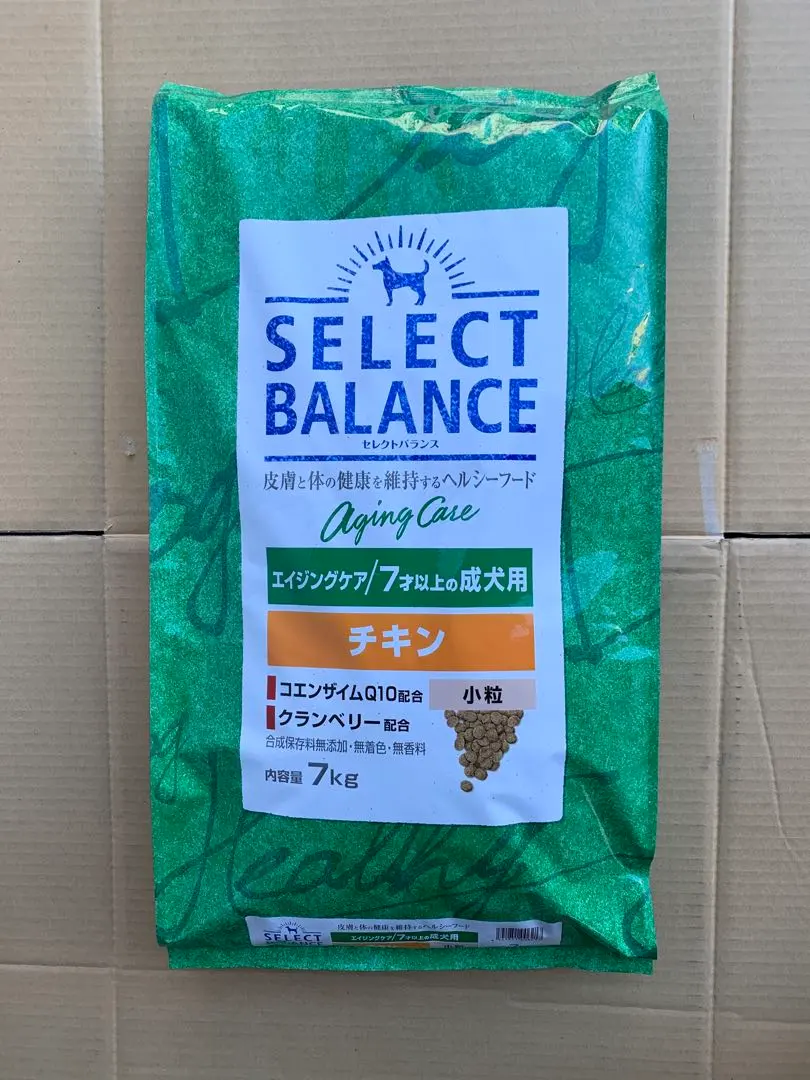 SELECT
BALANCE
セレクトバランス
皮膚と体の健康を維持するヘルシーフード
Aging Care
エイジングケア/7才以上の成犬用
チキン
コエンザイムQ10配合
小粒
クランベリー配合
合成保存料無添加・無着色・無香料
内容量 7kg
Healthy
SELECT
BALANCE
皮膚と体の健康を維持するヘルシーフード
エイジングケア/7才以上の成犬用
小粒